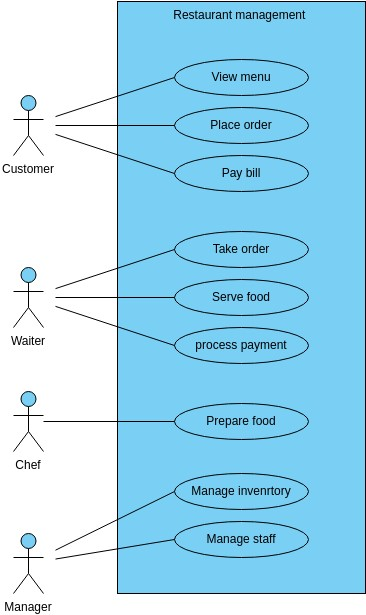 Restaurant management
View menu
Place order
Customer
Pay bill
Take order
Serve food
Waiter
process payment
Prepare food
Chef
Manage invenrtory
Manage staff
Manager